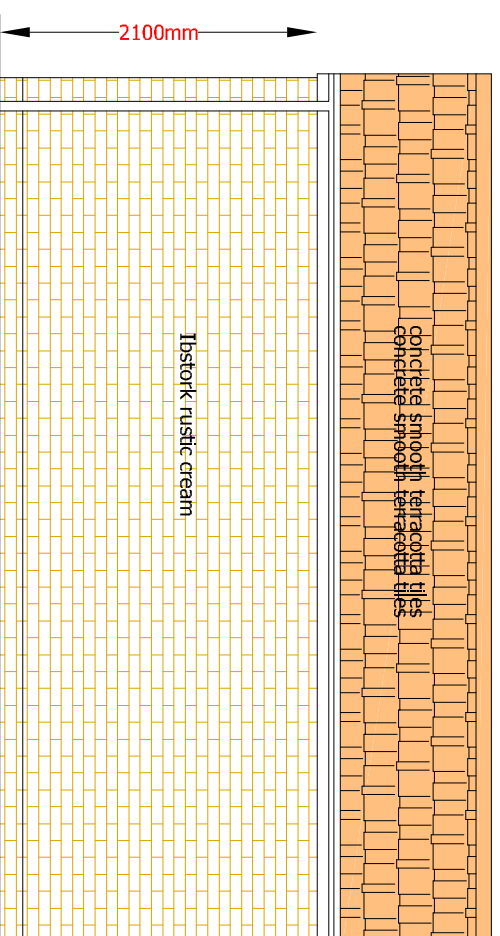 2100mm
Ibstork rustic cream
concrete smooth terracotta tiles
concrete smooth terracotta tiles